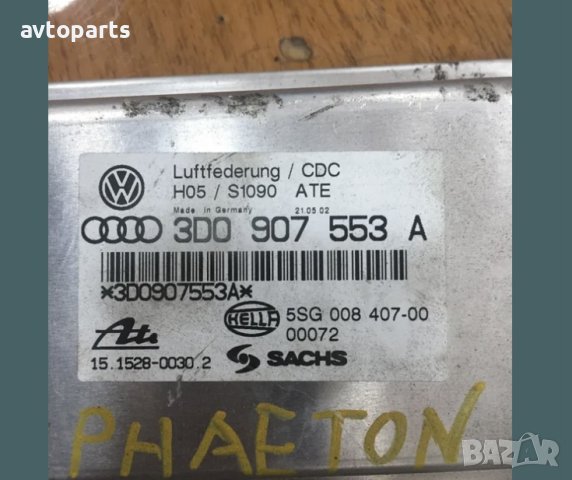 avtoparts
Luftfederung / CDC
H05 / S1090 ATE
Made in Germany 21.05 02
3D0 907 553 A
*3D0907553A*
HELLA 5SG 008 407-00
00072
Ate
15.1528-0030.2 SACHS
PHAETON
BAZAR